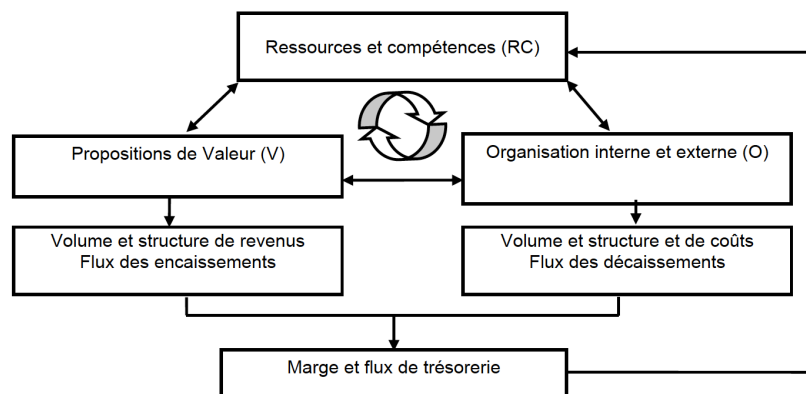 Ressources et compétences (RC)
Propositions de Valeur (V)
Organisation interne et externe (O)
Volume et structure de revenus
Flux des encaissements
Volume et structure et de coûts
Flux des décaissements
Marge et flux de trésorerie